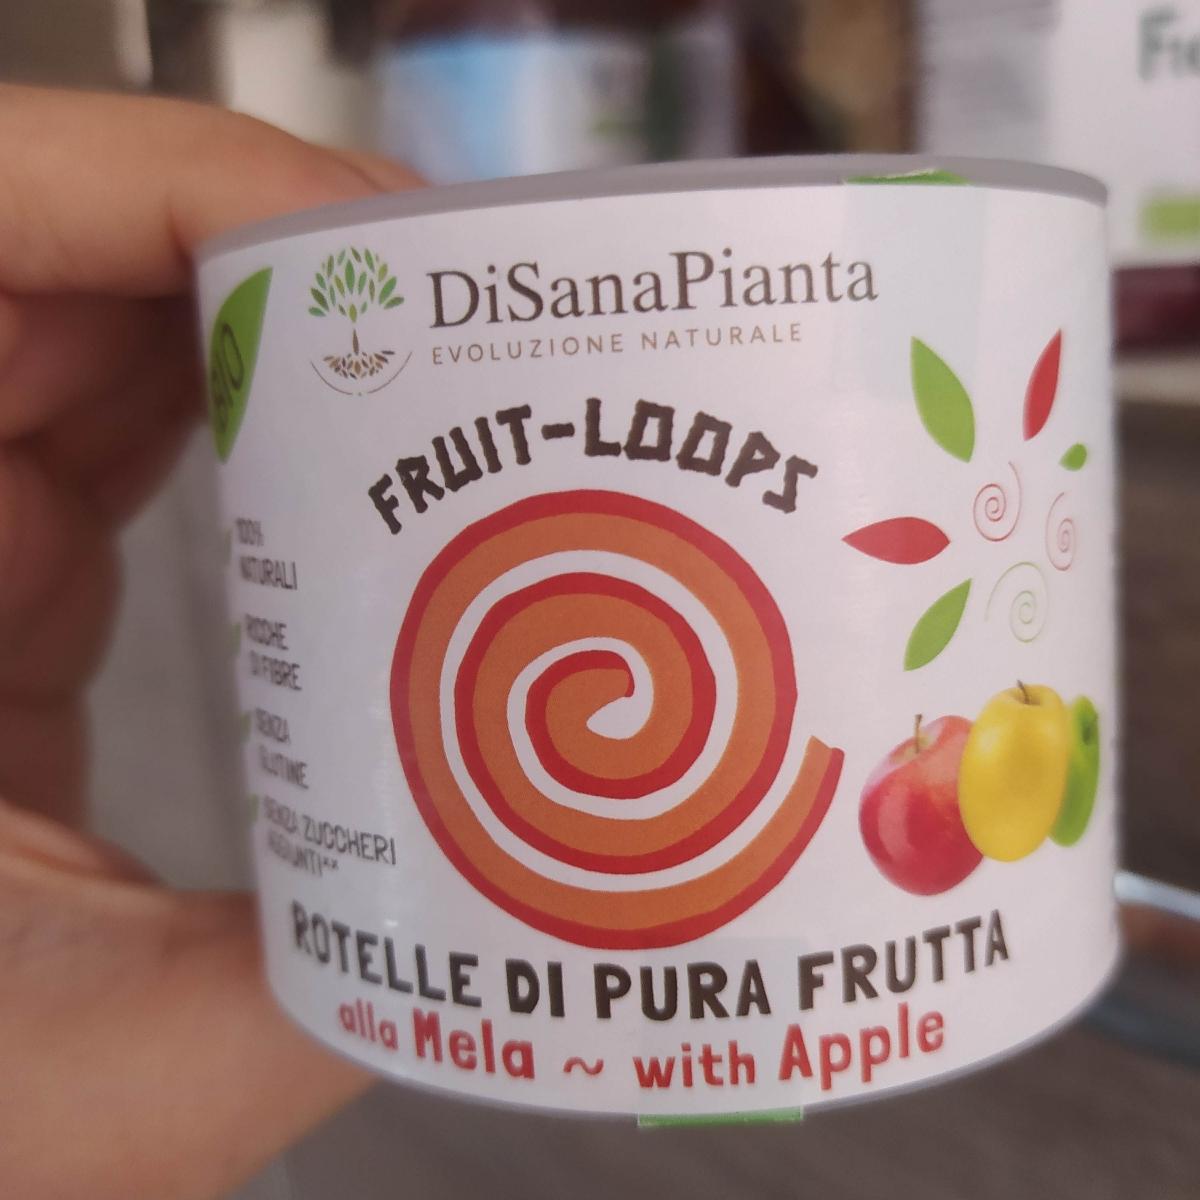 DiSanaPianta
EVOLUZIONE NATURALE
BIO
FRUIT-LOOPS
100%
NATURALI
RICCHE
DI FIBRE
SENZA
GLUTINE
SENZA ZUCCHERI
AGGIUNTI**
ROTELLE DI PURA FRUTTA
alla Mela ~ with Apple